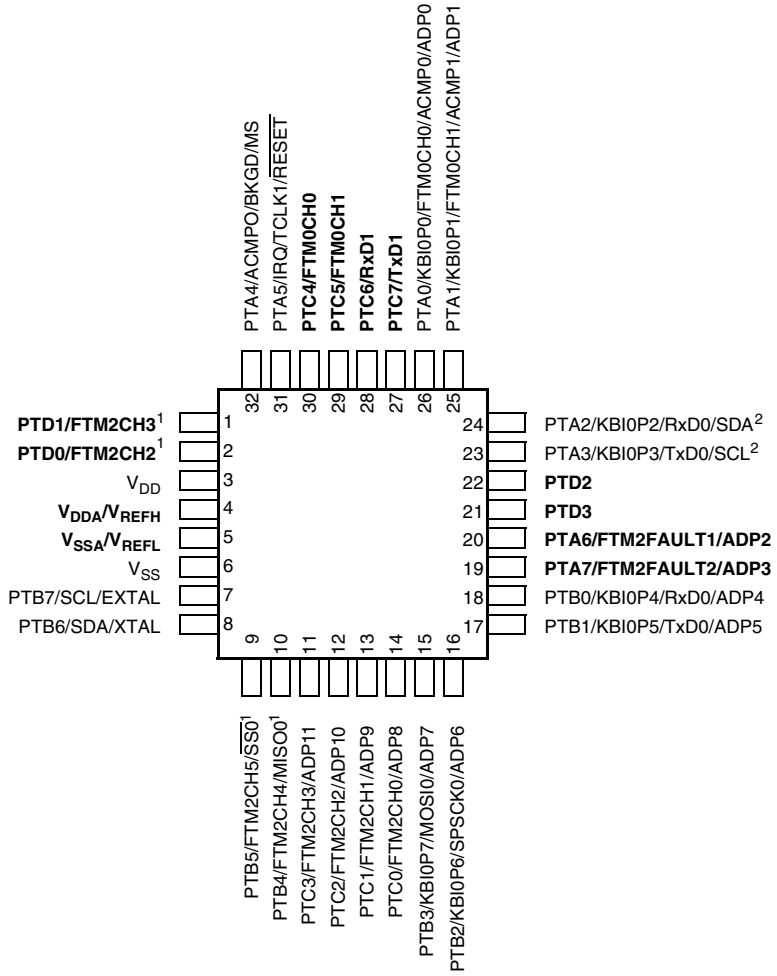 PTA4/ACMPO/BKGD/MS
PTA5/IRQ/TCLK1/RESET
PTC4/FTM0CH0
PTC5/FTM0CH1
PTC6/RxD1
PTC7/TxD1
PTA0/KBI0P0/FTM0CH0/ACMP0/ADP0
PTA1/KBI0P1/FTM0CH1/ACMP1/ADP1
32
31
30
29
28
27
26
25
PTD1/FTM2CH3¹ 1
PTD0/FTM2CH2¹ 2
VDD 3
VDDA/VREFH 4
VSSA/VREFL 5
VSS 6
PTB7/SCL/EXTAL 7
PTB6/SDA/XTAL 8
24 PTA2/KBI0P2/RxD0/SDA²
23 PTA3/KBI0P3/TxD0/SCL²
22 PTD2
21 PTD3
20 PTA6/FTM2FAULT1/ADP2
19 PTA7/FTM2FAULT2/ADP3
18 PTB0/KBI0P4/RxD0/ADP4
17 PTB1/KBI0P5/TxD0/ADP5
9
10
11
12
13
14
15
16
PTB5/FTM2CH5/SS0¹
PTB4/FTM2CH4/MISO0¹
PTC3/FTM2CH3/ADP11
PTC2/FTM2CH2/ADP10
PTC1/FTM2CH1/ADP9
PTC0/FTM2CH0/ADP8
PTB3/KBI0P7/MOSI0/ADP7
PTB2/KBI0P6/SPSCK0/ADP6